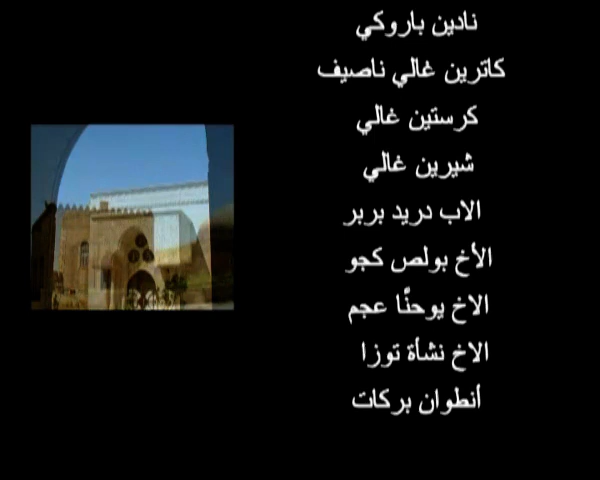 نادين باروكي
كاترين غالي ناصيف
كرستين غالي
شيرين غالي
الاب دريد بربر
الأخ بولص كجو
الاخ يوحنَّا عجم
الاخ نشأة توزا
أنطوان بركات